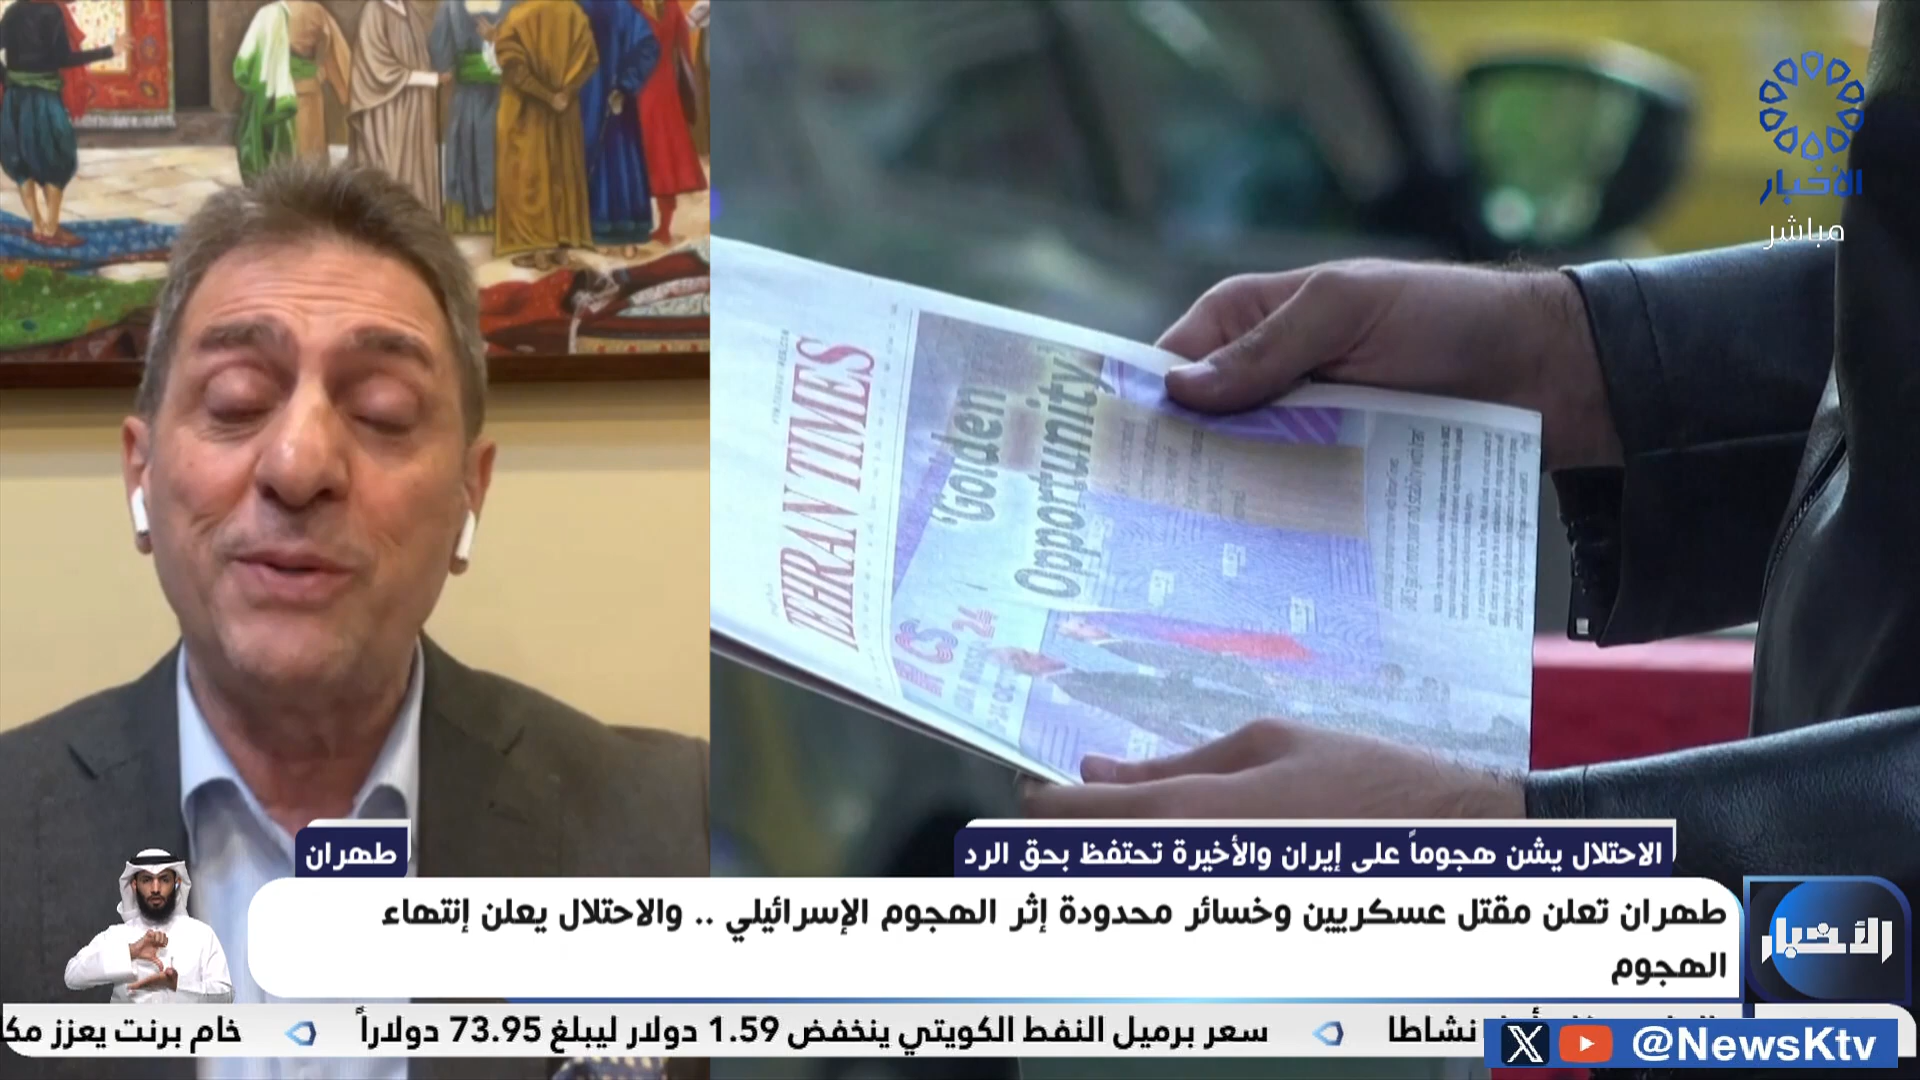 الأخبار
مباشر
TEHRAN TIMES
'Golden
Opportunity'
طهران
الاحتلال يشن هجوماً على إيران والأخيرة تحتفظ بحق الرد
طهران تعلن مقتل عسكريين وخسائر محدودة إثر الهجوم الإسرائيلي .. والاحتلال يعلن إنتهاء
الهجوم
الأخبار
نشاطا
سعر برميل النفط الكويتي ينخفض 1.59 دولار ليبلغ 73.95 دولاراً
خام برنت يعزز
@NewsKtv